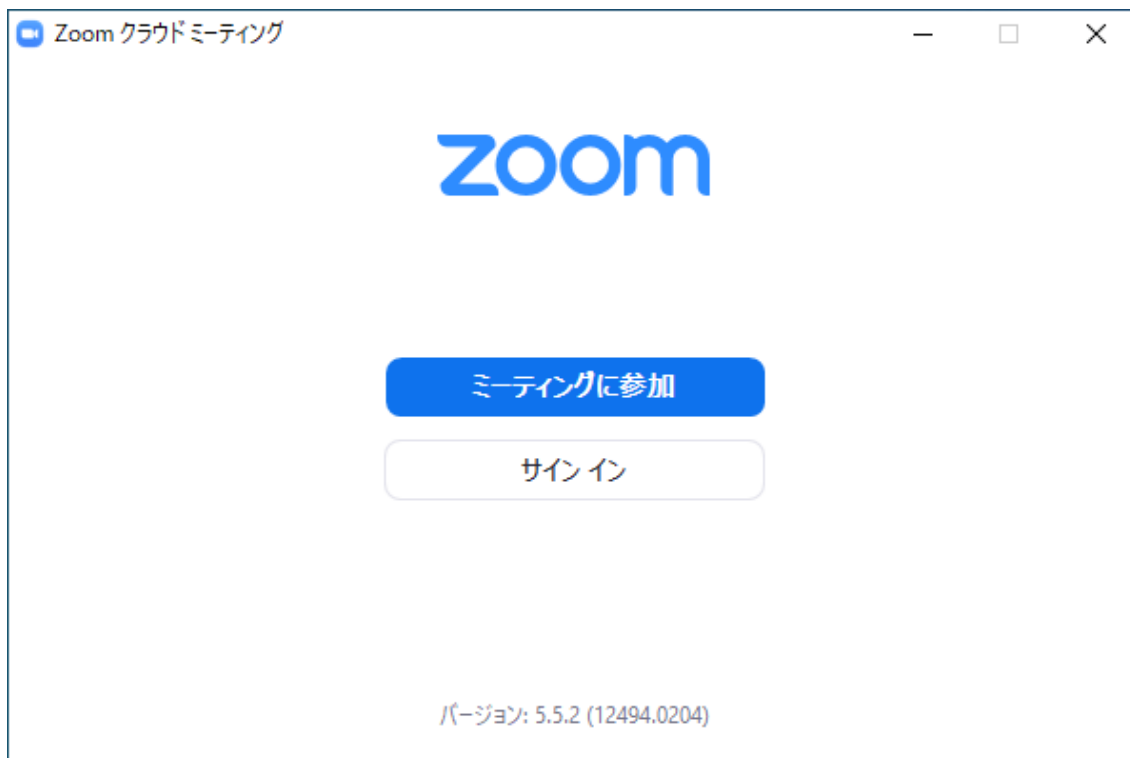 Zoom クラウド ミーティング
zoom
ミーティングに参加
サイン イン
バージョン: 5.5.2 (12494.0204)